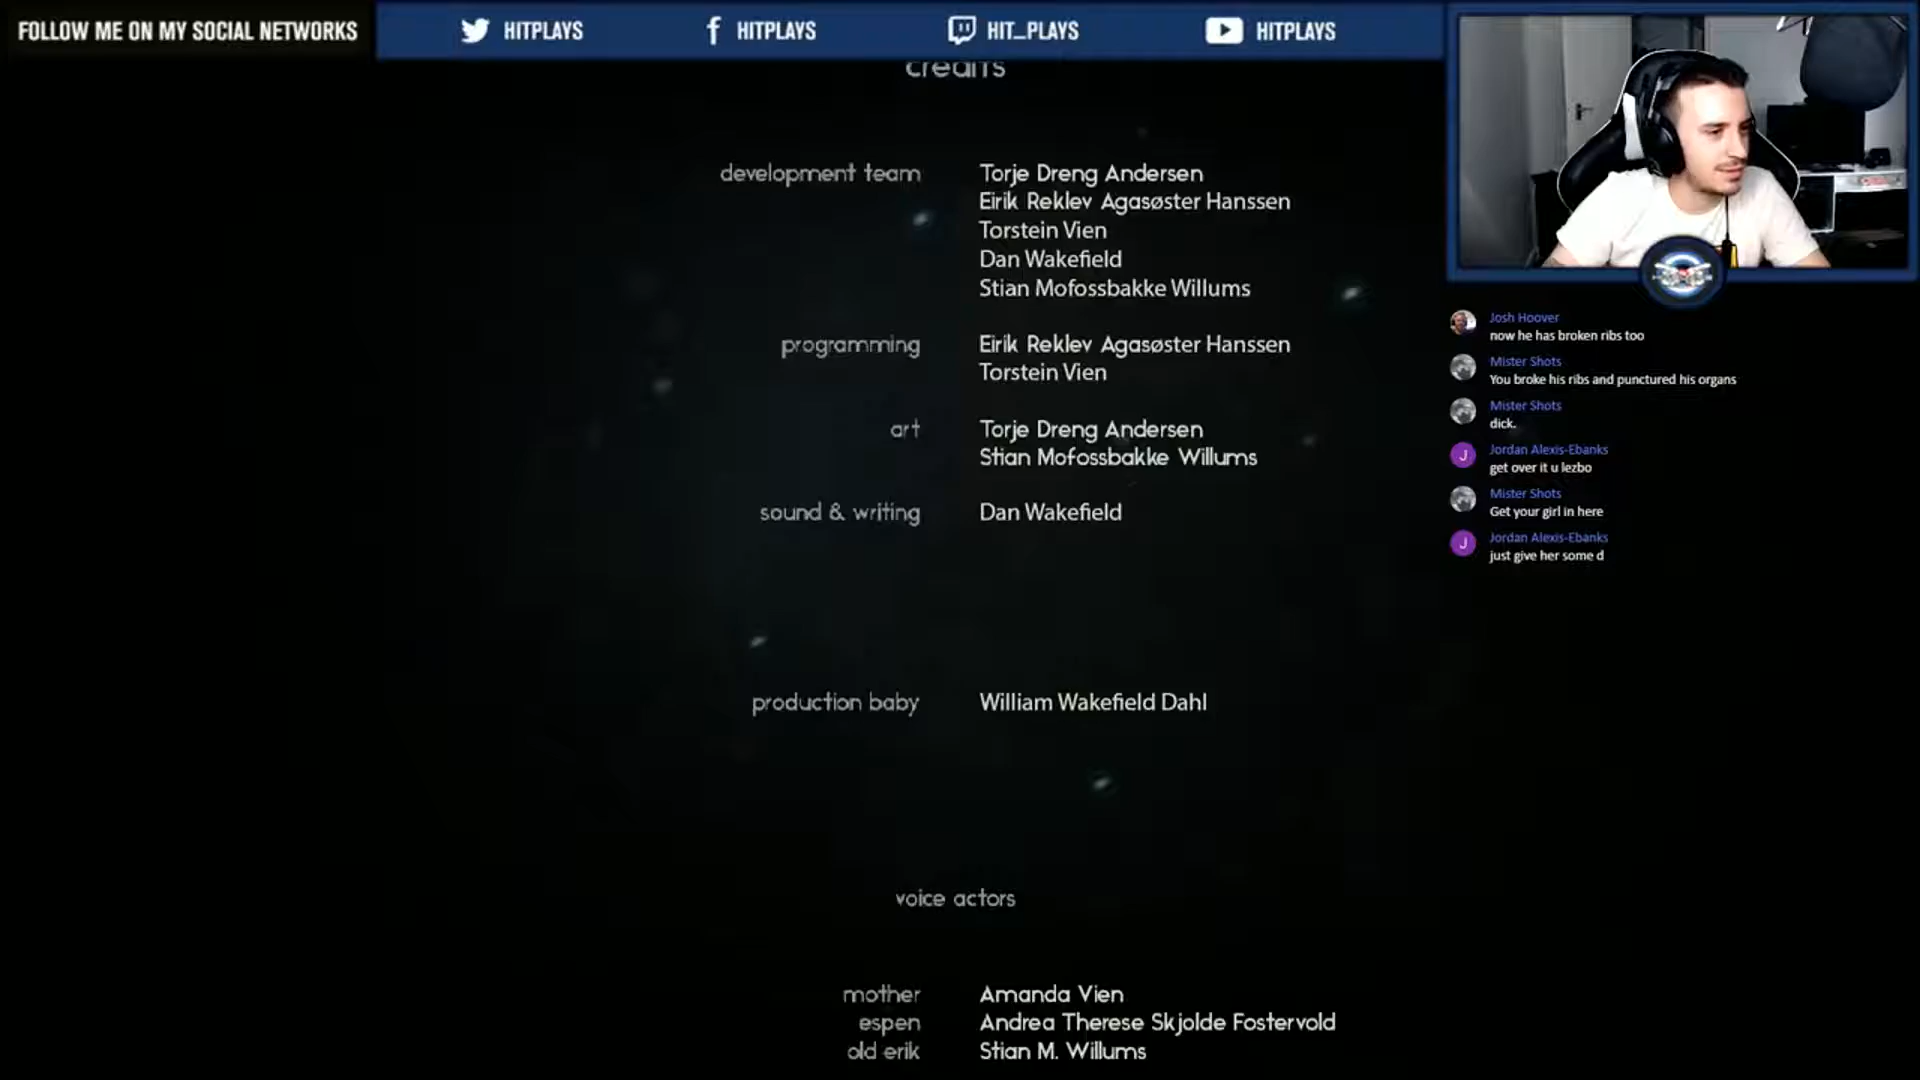 FOLLOW ME ON MY SOCIAL NETWORKS
HITPLAYS
HITPLAYS
HIT_PLAYS
HITPLAYS
credits
development team
Torje Dreng Andersen
Eirik Reklev Agasøster Hanssen
Torstein Vien
Dan Wakefield
Stian Mofossbakke Willums
programming
Eirik Reklev Agasøster Hanssen
Torstein Vien
art
Torje Dreng Andersen
Stian Mofossbakke Willums
sound & writing
Dan Wakefield
production baby
William Wakefield Dahl
voice actors
mother
Amanda Vien
espen
Andrea Therese Skjolde Fostervold
old erik
Stian M. Willums
Josh Hoover
now he has broken ribs too
Mister Shots
You broke his ribs and punctured his organs
Mister Shots
dick.
J
Jordan Alexis-Ebanks
get over it u lezbo
Mister Shots
Get your girl in here
J
Jordan Alexis-Ebanks
just give her some d